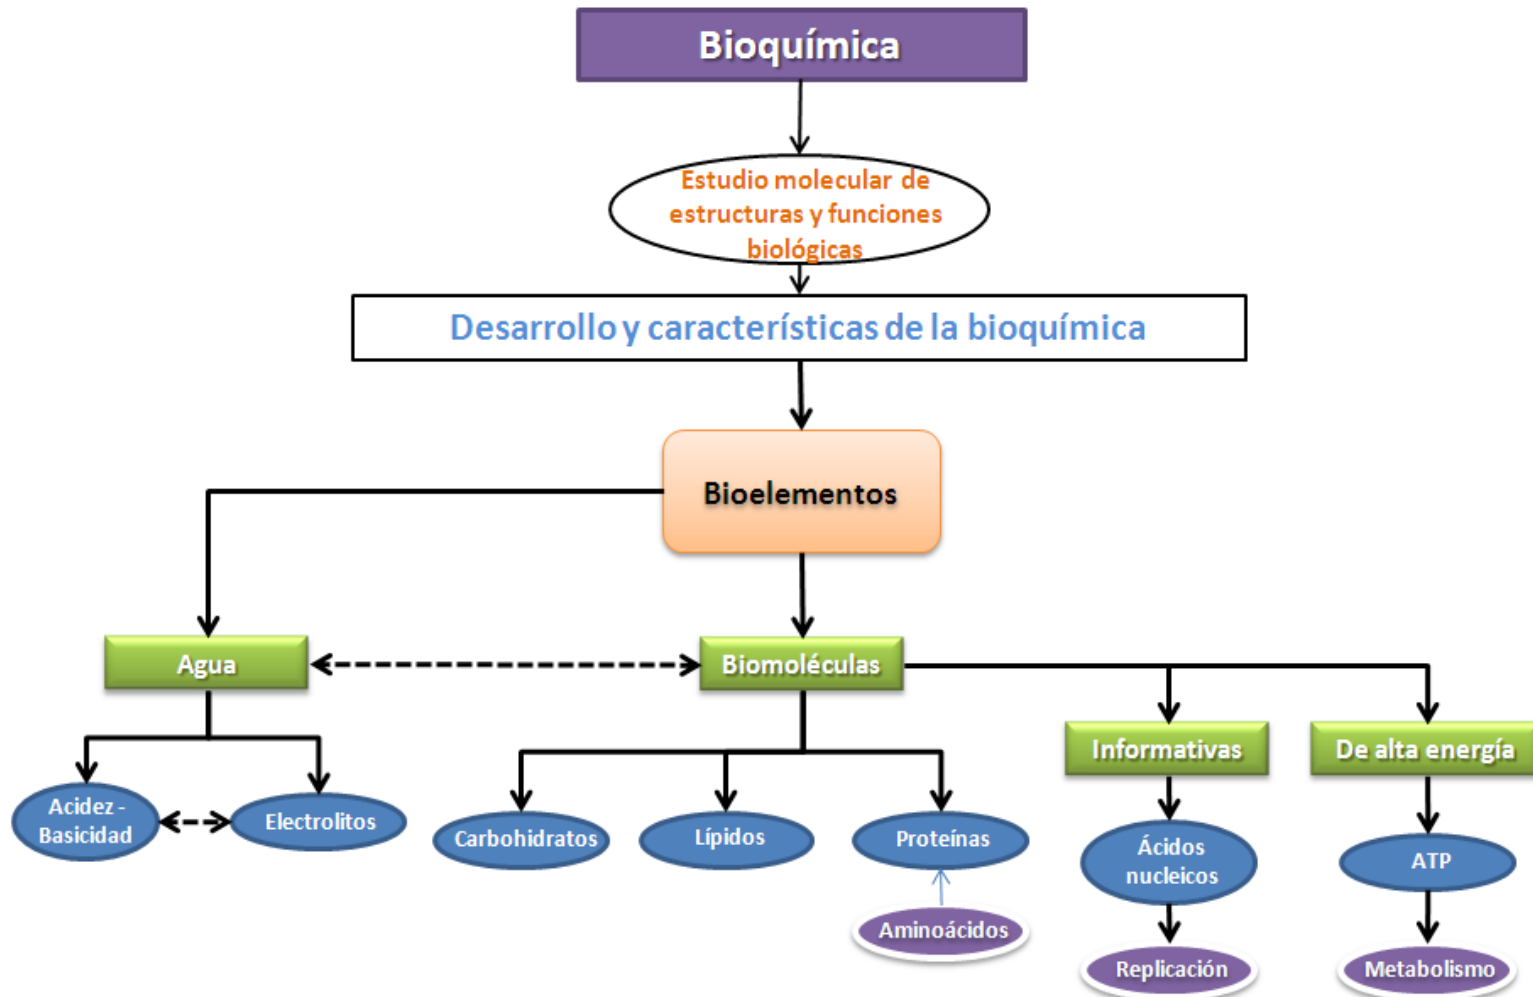 Bioquímica
Estudio molecular de
estructuras y funciones
biológicas
Desarrollo y características de la bioquímica
Bioelementos
Agua
Biomoléculas
Informativas
De alta energía
Acidez -
Basicidad
Electrolitos
Carbohidratos
Lípidos
Proteínas
Ácidos
nucleicos
ATP
Aminoácidos
Replicación
Metabolismo